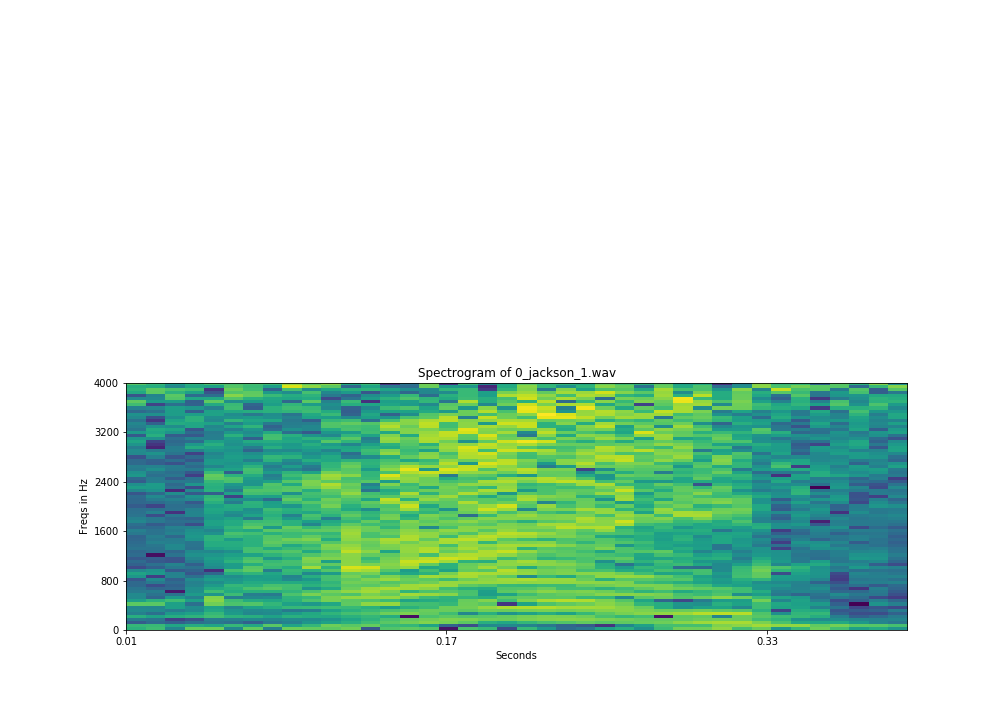 Spectrogram of 0_jackson_1.wav
4000
3200
2400
1600
800
0
Freqs in Hz
0.01 0.17 0.33
Seconds